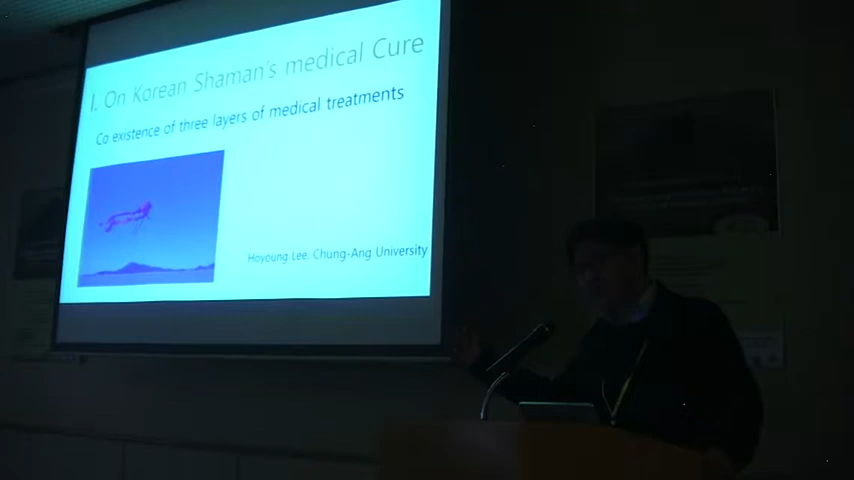 I. On Korean Shaman's medical Cure
Co existence of three layers of medical treatments
Hoyoung Lee. Chung-Ang University